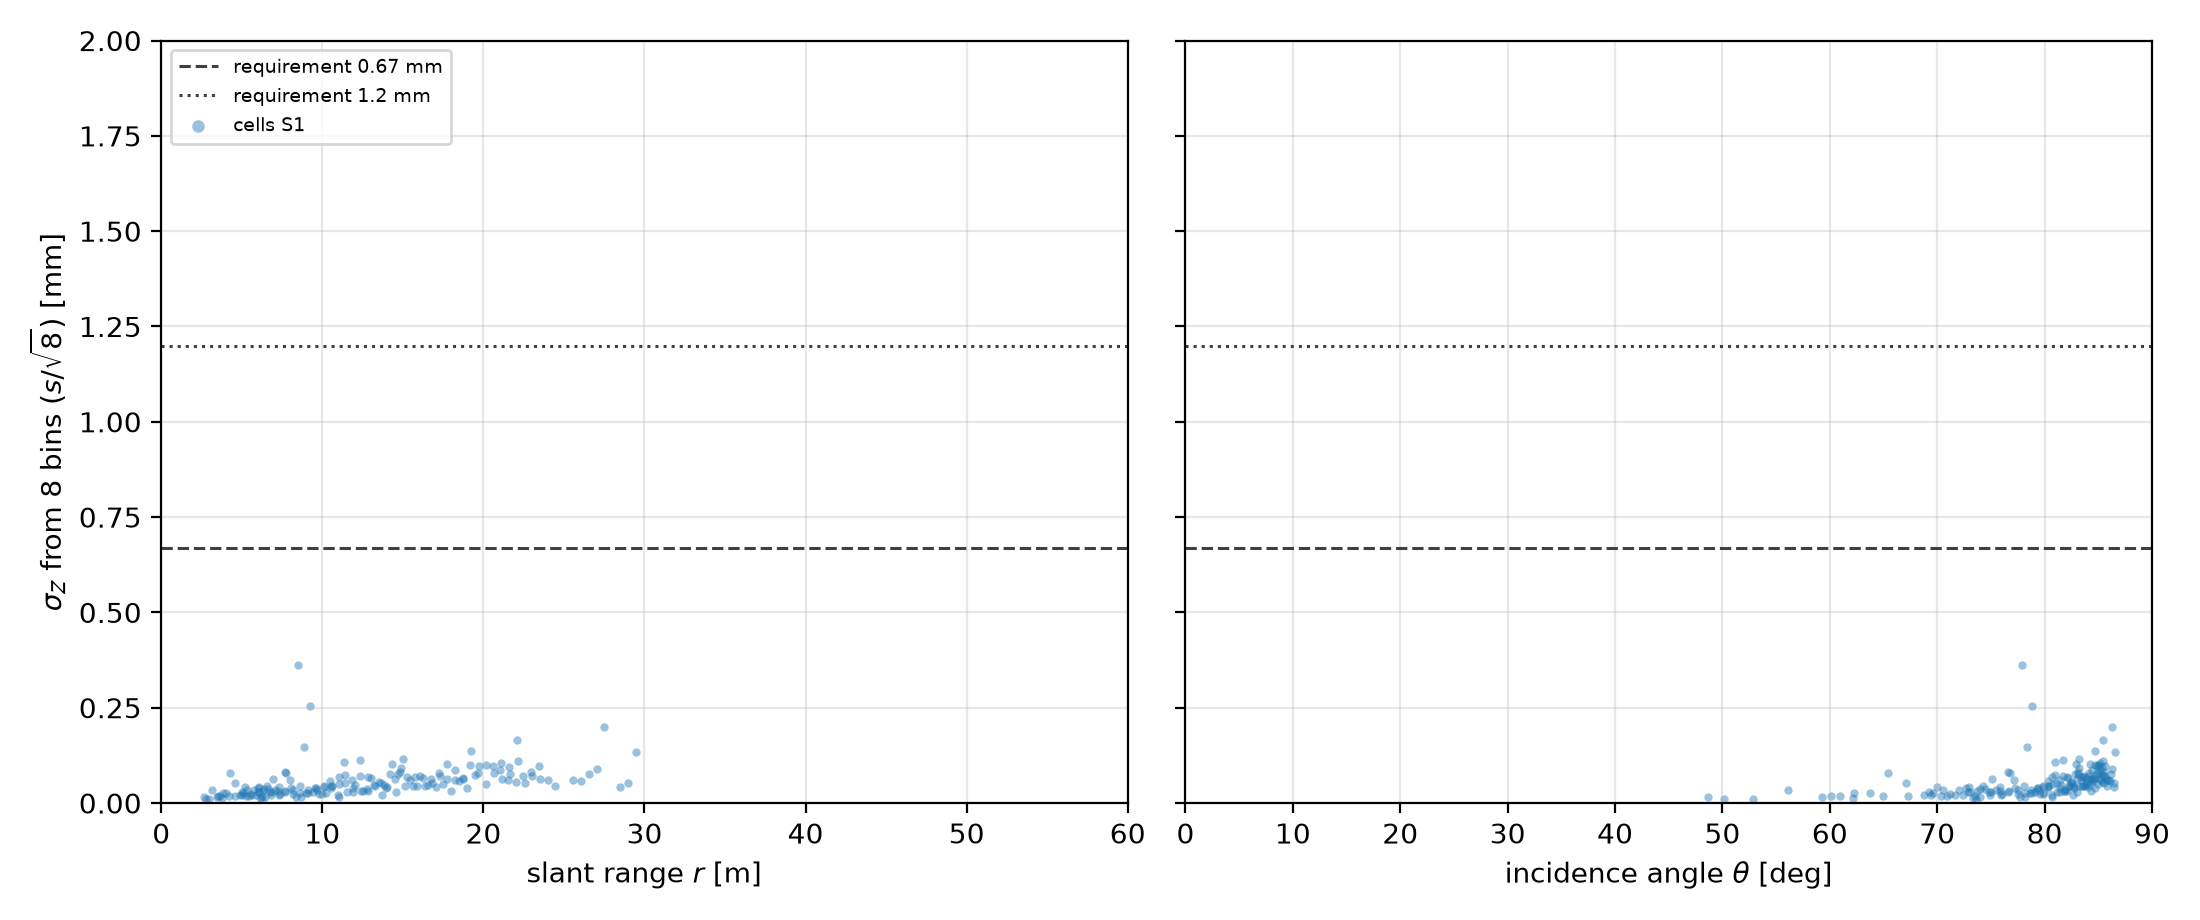 2.00
1.75
1.50
1.25
1.00
0.75
0.50
0.25
0.00
σZ from 8 bins (s/√8) [mm]
requirement 0.67 mm
requirement 1.2 mm
cells S1
0 10 20 30 40 50 60
slant range r [m]
0 10 20 30 40 50 60 70 80 90
incidence angle θ [deg]